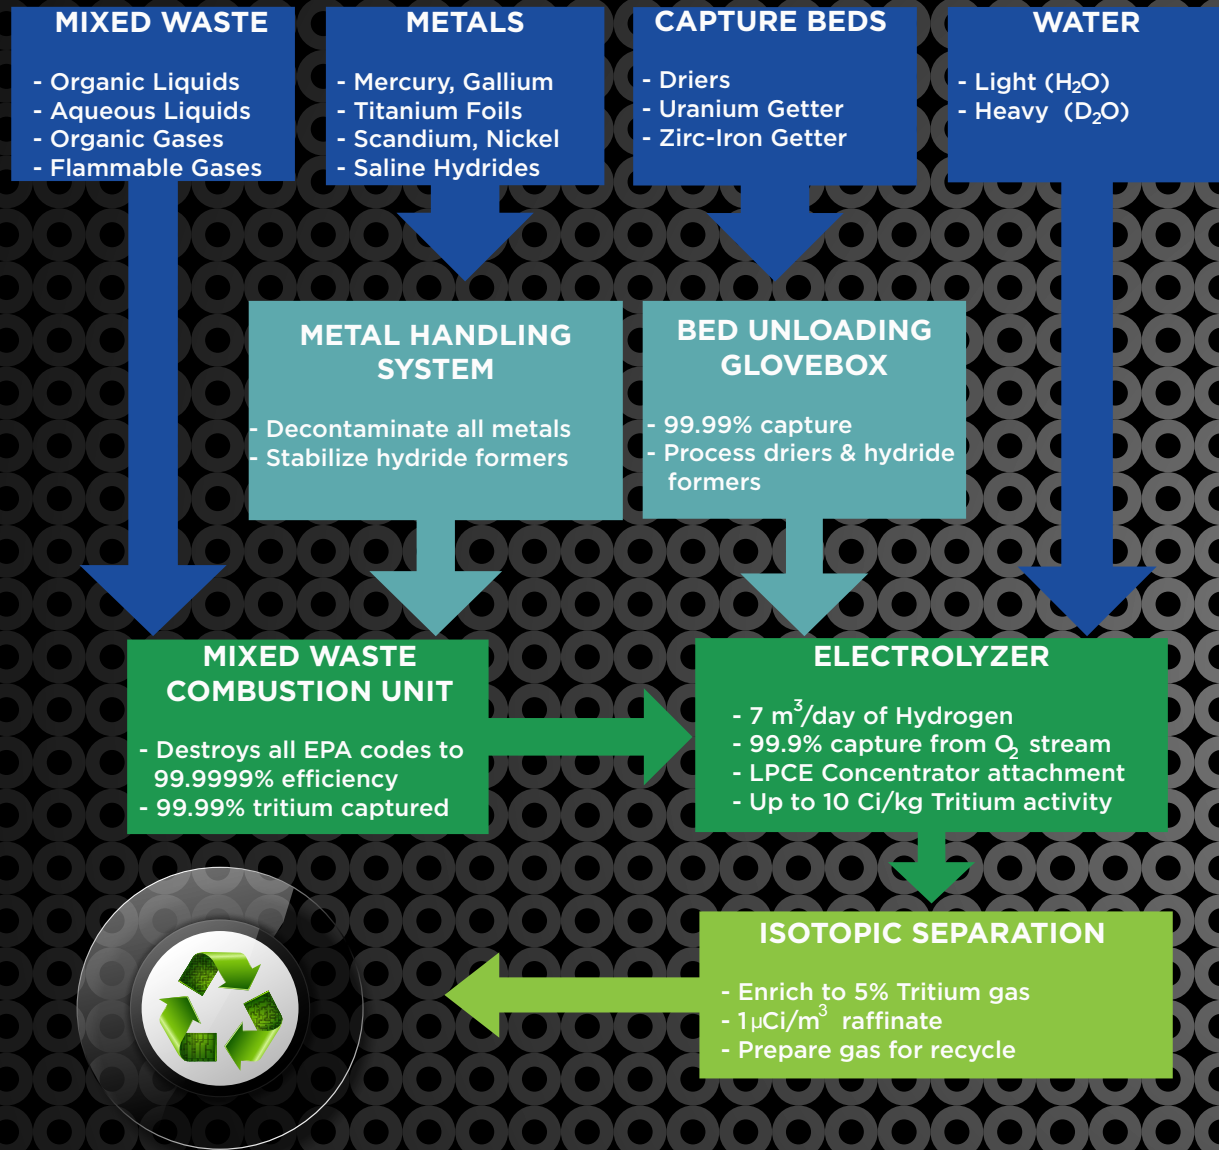 MIXED WASTE
- Organic Liquids
- Aqueous Liquids
- Organic Gases
- Flammable Gases
METALS
- Mercury, Gallium
- Titanium Foils
- Scandium, Nickel
- Saline Hydrides
CAPTURE BEDS
- Driers
- Uranium Getter
- Zirc-Iron Getter
WATER
- Light (H₂O)
- Heavy (D₂O)
METAL HANDLING
SYSTEM
- Decontaminate all metals
- Stabilize hydride formers
BED UNLOADING
GLOVEBOX
- 99.99% capture
- Process driers & hydride
formers
MIXED WASTE
COMBUSTION UNIT
- Destroys all EPA codes to
99.9999% efficiency
- 99.99% tritium captured
ELECTROLYZER
- 7 m³/day of Hydrogen
- 99.9% capture from O₂ stream
- LPCE Concentrator attachment
- Up to 10 Ci/kg Tritium activity
ISOTOPIC SEPARATION
- Enrich to 5% Tritium gas
- 1µCi/m³ raffinate
- Prepare gas for recycle